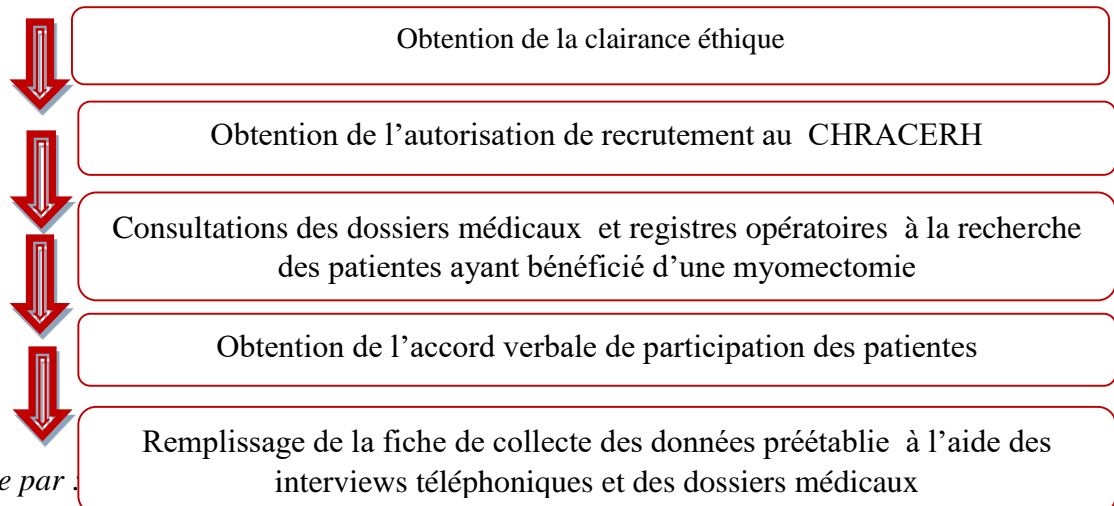 Obtention de la clairance éthique
Obtention de l’autorisation de recrutement au CHRACERH
Consultations des dossiers médicaux et registres opératoires à la recherche
des patientes ayant bénéficié d’une myomectomie
Obtention de l’accord verbale de participation des patientes
Remplissage de la fiche de collecte des données préétablie à l’aide des
interviews téléphoniques et des dossiers médicaux
e par :